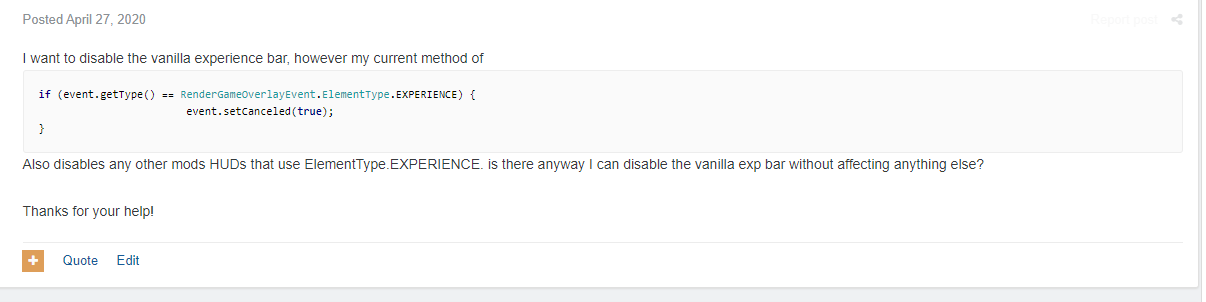 Posted April 27, 2020
Report post
I want to disable the vanilla experience bar, however my current method of
if (event.getType() == RenderGameOverlayEvent.ElementType.EXPERIENCE) {
event.setCanceled(true);
}
Also disables any other mods HUDs that use ElementType.EXPERIENCE. is there anyway I can disable the vanilla exp bar without affecting anything else?
Thanks for your help!
+
Quote Edit